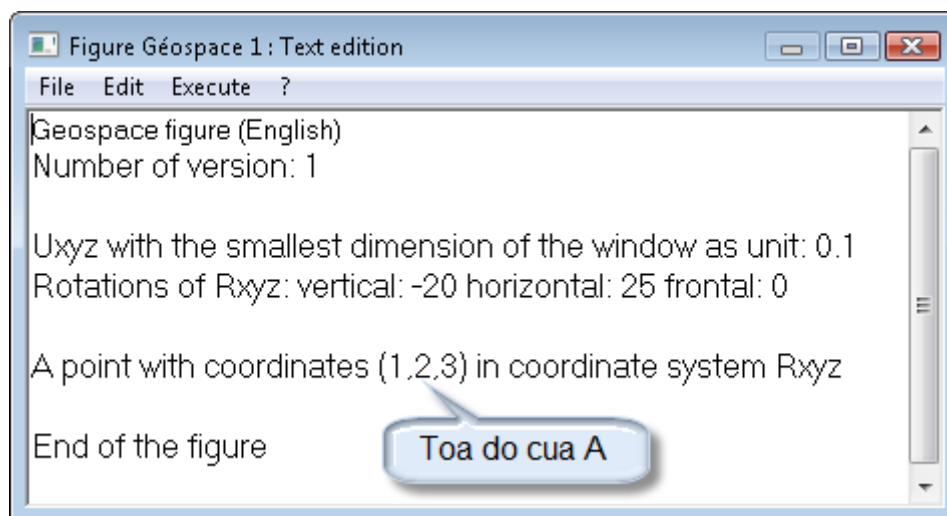 Figure Géospace 1 : Text edition
File Edit Execute ?
Geospace figure (English)
Number of version: 1
Uxyz with the smallest dimension of the window as unit: 0.1
Rotations of Rxyz: vertical: -20 horizontal: 25 frontal: 0
A point with coordinates (1,2,3) in coordinate system Rxyz
Toa do cua A
End of the figure